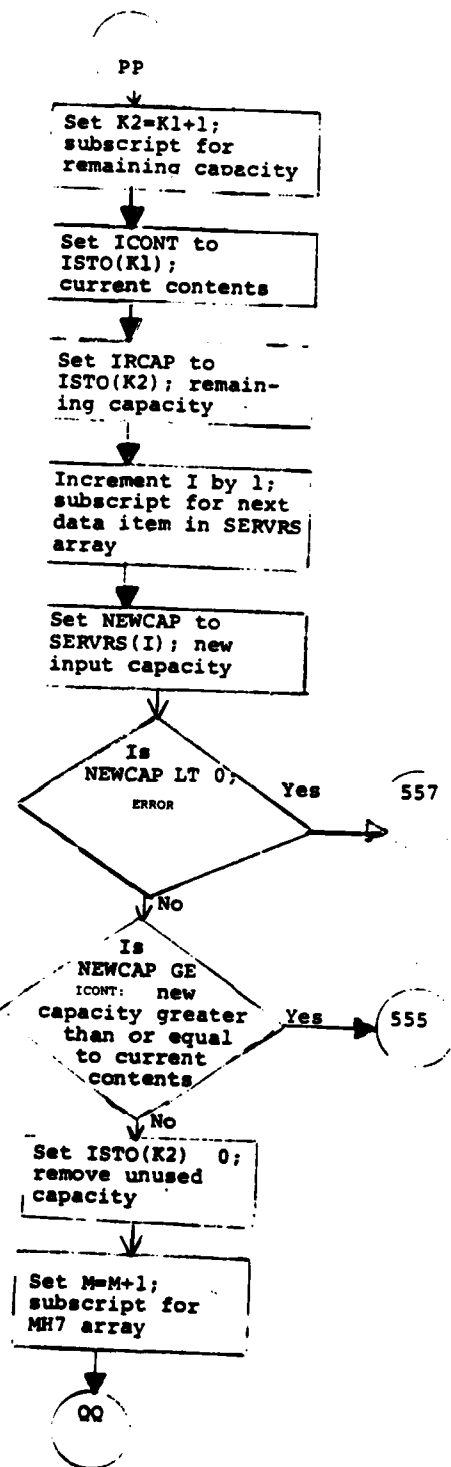 PP
Set K2=K1+1;
subscript for
remaining capacity
Set ICONT to
ISTO(K1);
current contents
Set IRCAP to
ISTO(K2); remain-
ing capacity
Increment I by 1;
subscript for next
data item in SERVRS
array
Set NEWCAP to
SERVRS(I); new
input capacity
Is
NEWCAP LT 0;
ERROR
Yes
557
No
Is
NEWCAP GE
ICONT: new
capacity greater
than or equal
to current
contents
Yes
555
No
Set ISTO(K2) 0;
remove unused
capacity
Set M=M+1;
subscript for
MH7 array
QQ